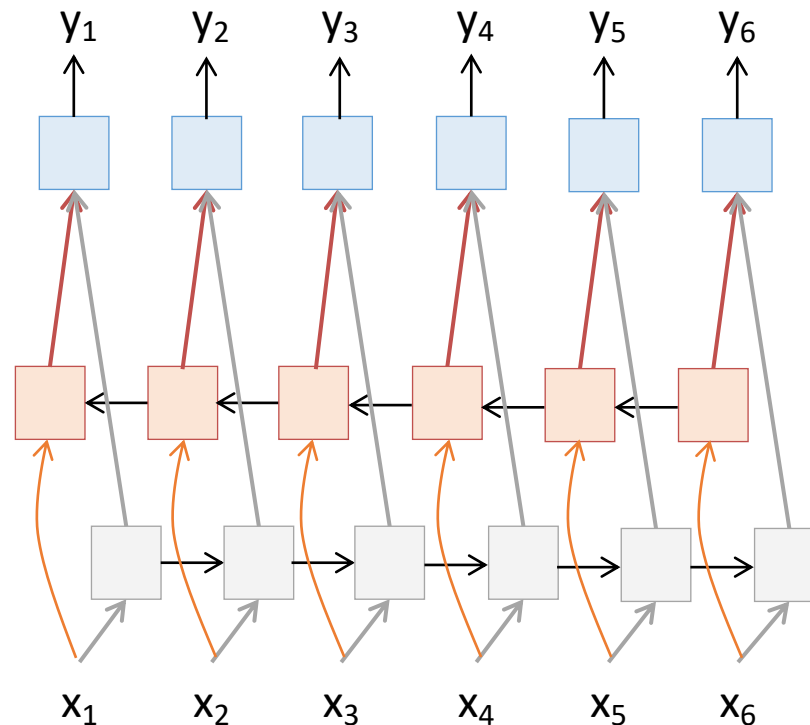 y₁ y₂ y₃ y₄ y₅ y₆
x₁ x₂ x₃ x₄ x₅ x₆